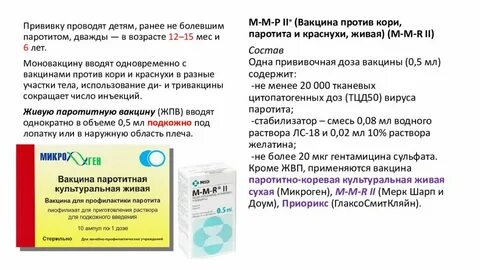 Прививку проводят детям, ранее не болевшим
паротитом, дважды — в возрасте 12–15 мес и
6 лет.
Моновакцину вводят одновременно с
вакцинами против кори и краснухи в разные
участки тела, использование ди- и тривакцины
сокращает число инъекций.
Живую паротитную вакцину (ЖПВ) вводят
однократно в объеме 0,5 мл подкожно под
лопатку или в наружную область плеча.
МИКРОГЕН
Вакцина паротитная
культуральная живая
Вакцина для профилактики паротита
лиофилизат для приготовления раствора
для подкожного введения
10 ампул по 1 дозе
Стерильно
Для лечебно-профилактических учреждений
M-M-R II
0.5 ml
М-М-Р II® (Вакцина против кори,
паротита и краснухи, живая) (M-M-R II)
Состав
Одна прививочная доза вакцины (0,5 мл)
содержит:
-не менее 20 000 тканевых
цитопатогенных доз (ТЦД50) вируса
паротита;
-стабилизатор – смесь 0,08 мл водного
раствора ЛС-18 и 0,02 мл 10% раствора
желатина;
-не более 20 мкг гентамицина сульфата.
Кроме ЖВП, применяются вакцина
паротитно-коревая культуральная живая
сухая (Микроген), M-M-R II (Мерк Шарп и
Доум), Приорикс (ГлаксоСмитКляйн).